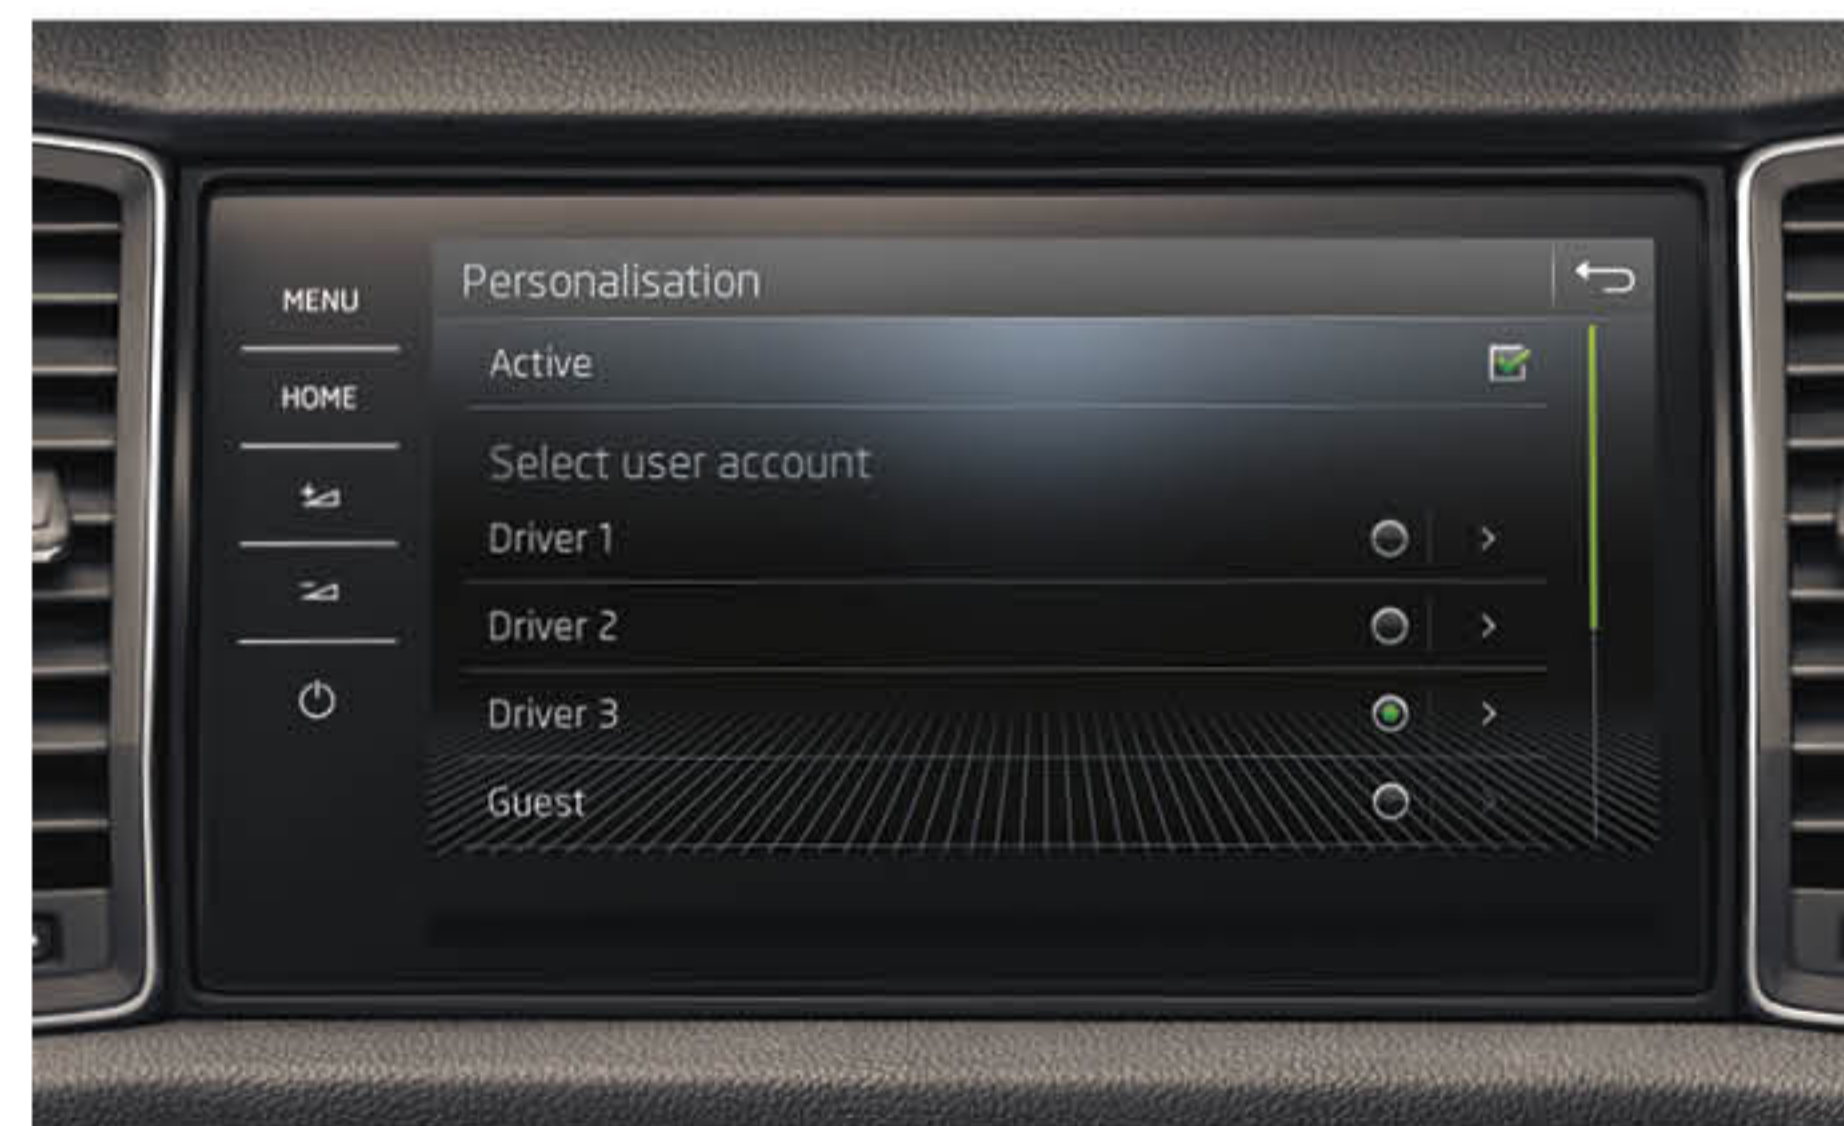 MENU
HOME
Personalisation
Active
Select user account
Driver 1
Driver 2
Driver 3
Guest